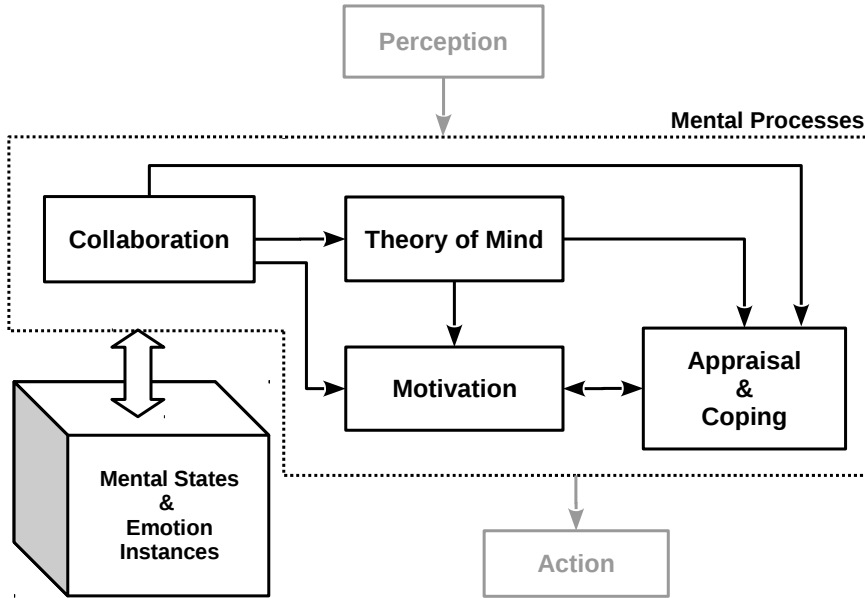 Perception
Mental Processes
Collaboration
Theory of Mind
Motivation
Appraisal
&
Coping
Mental States
&
Emotion
Instances
Action